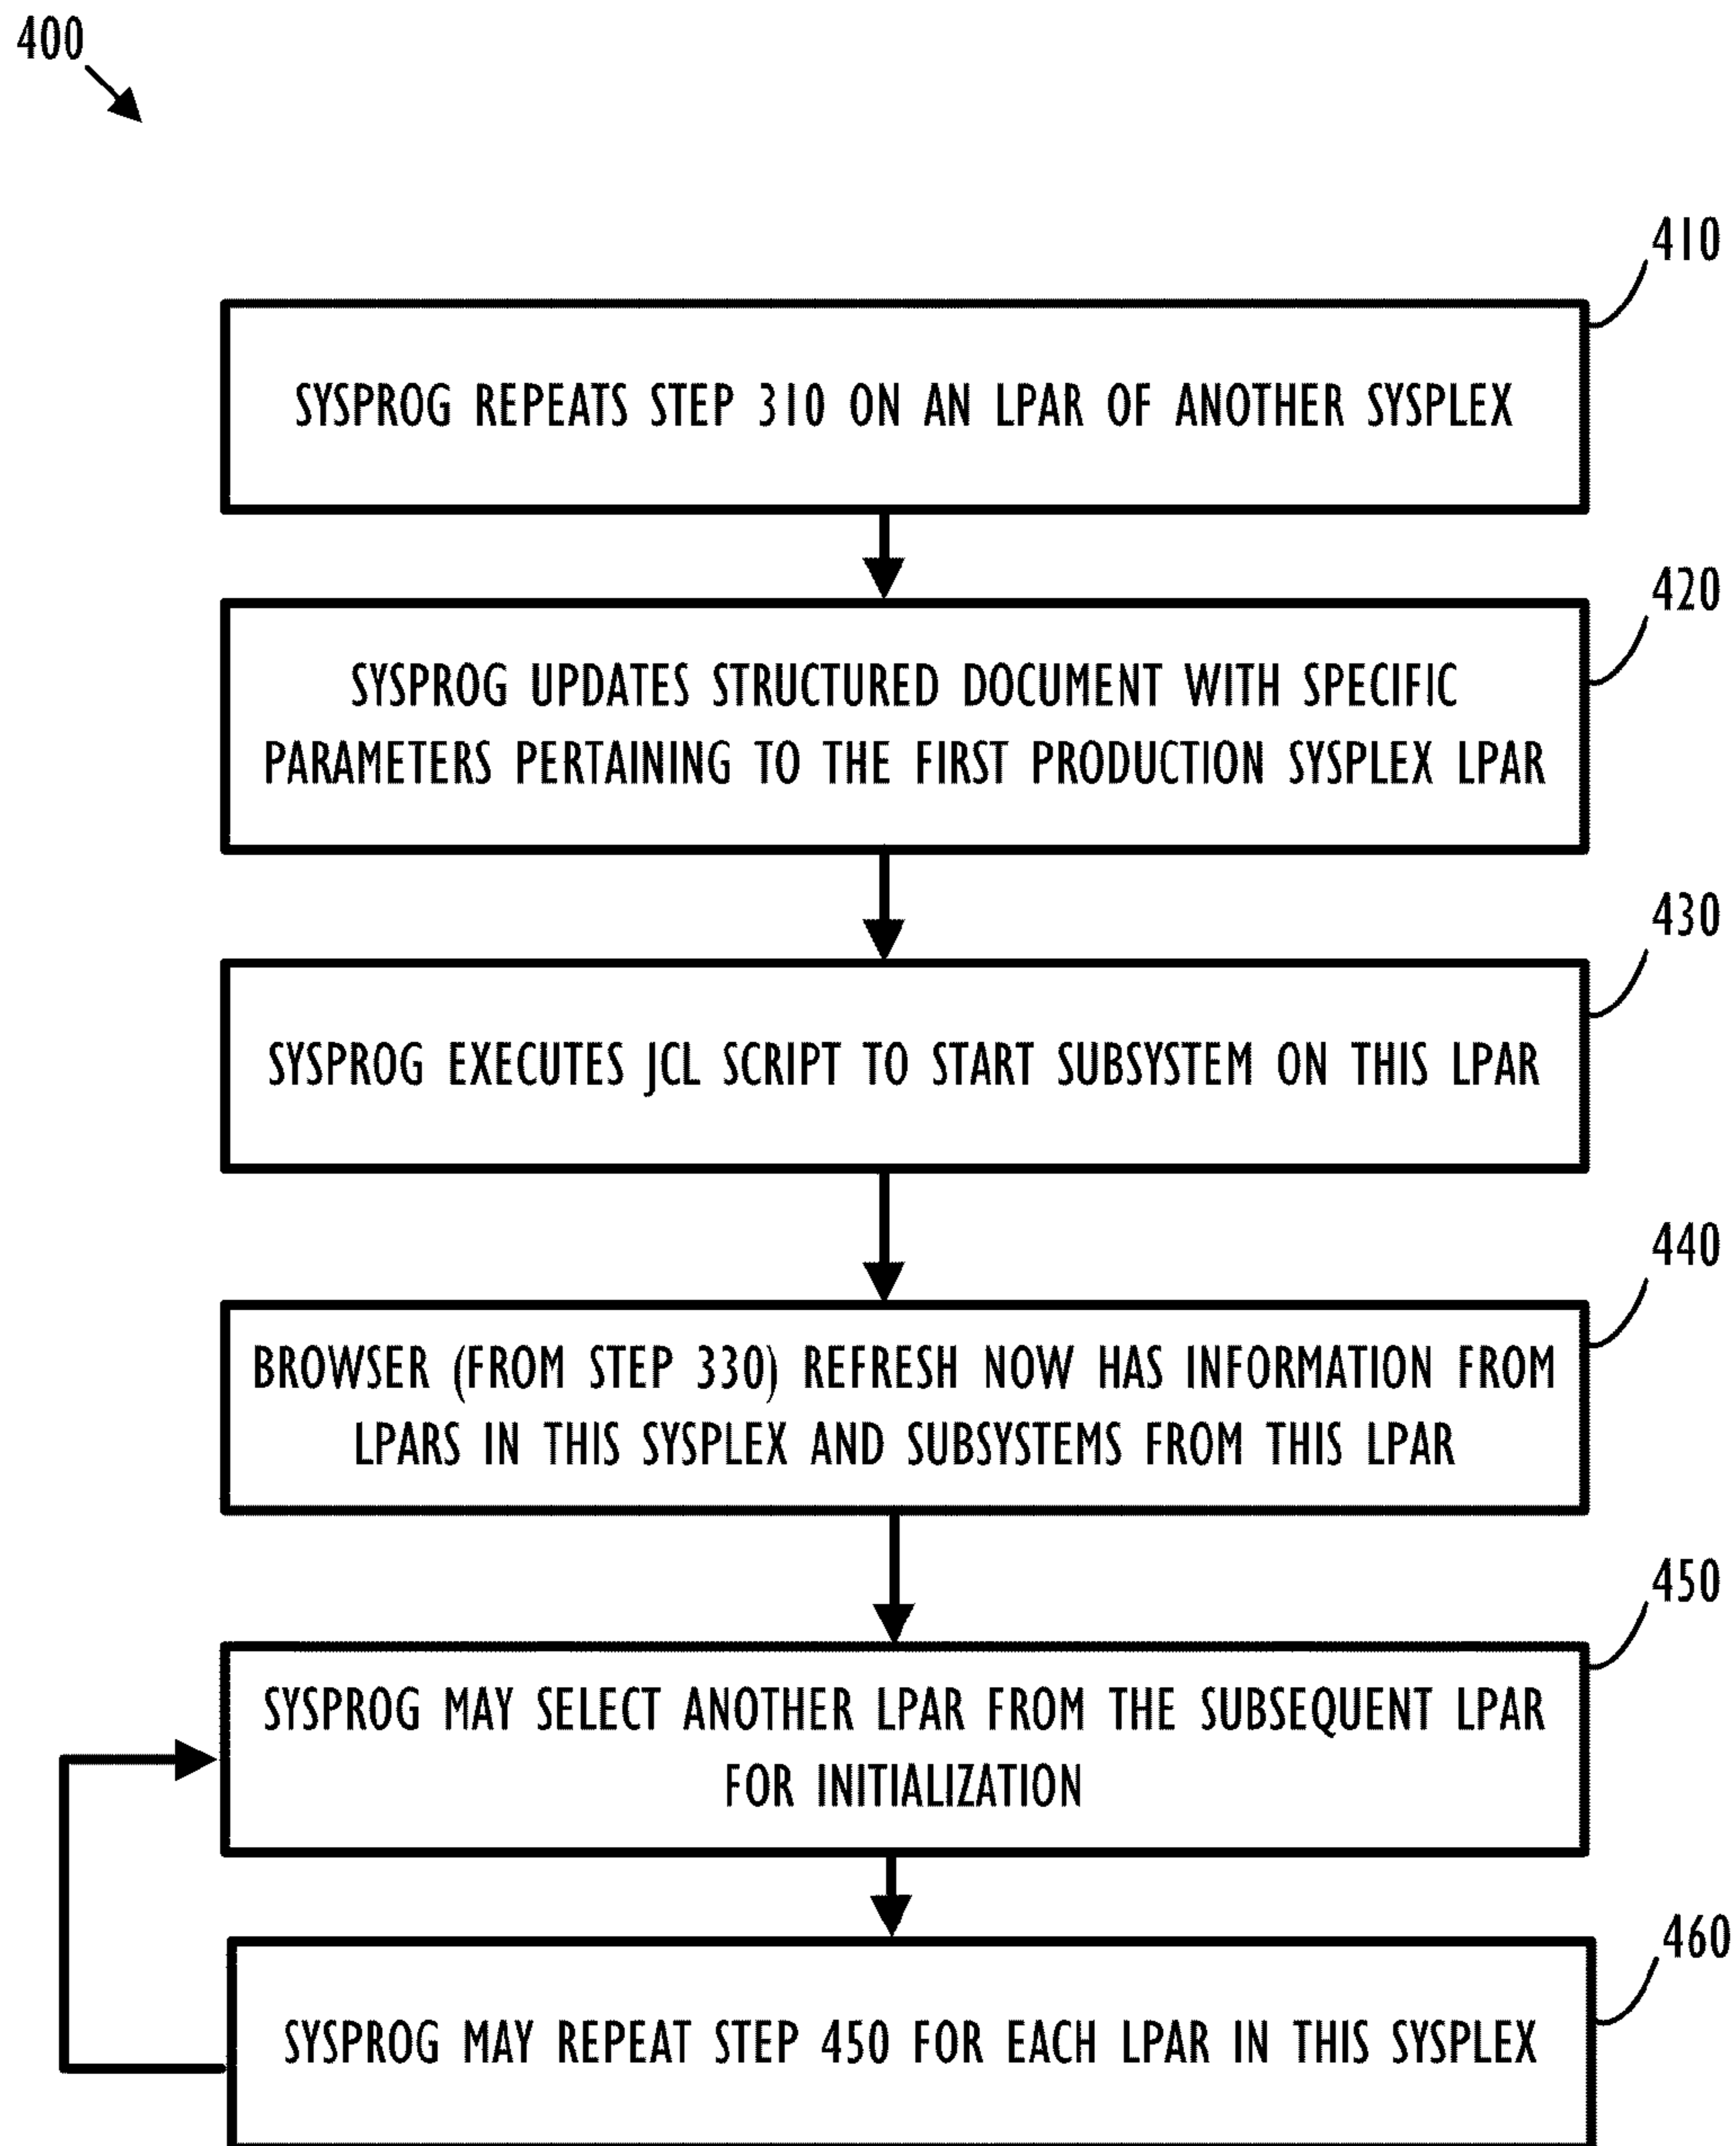 400
410
SYSPROG REPEATS STEP 310 ON AN LPAR OF ANOTHER SYSPLEX
420
SYSPROG UPDATES STRUCTURED DOCUMENT WITH SPECIFIC
PARAMETERS PERTAINING TO THE FIRST PRODUCTION SYSPLEX LPAR
430
SYSPROG EXECUTES JCL SCRIPT TO START SUBSYSTEM ON THIS LPAR
440
BROWSER (FROM STEP 330) REFRESH NOW HAS INFORMATION FROM
LPARS IN THIS SYSPLEX AND SUBSYSTEMS FROM THIS LPAR
450
SYSPROG MAY SELECT ANOTHER LPAR FROM THE SUBSEQUENT LPAR
FOR INITIALIZATION
460
SYSPROG MAY REPEAT STEP 450 FOR EACH LPAR IN THIS SYSPLEX